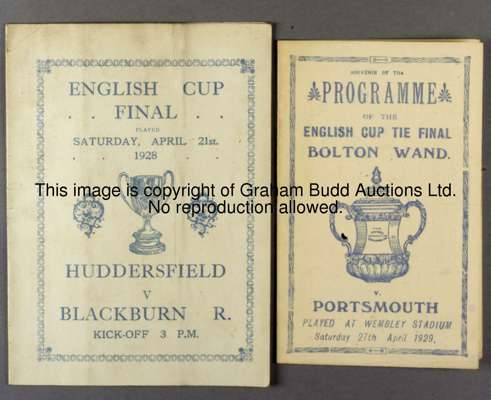 ENGLISH CUP
. . FINAL . .
PLAYED
SATURDAY, APRIL 21st.
1928
HUDDERSFIELD
V
BLACKBURN R.
KICK-OFF 3 P.M.
SOUVENIR OF THA
PROGRAMME
OF THE
ENGLISH CUP TIE FINAL
BOLTON WAND.
v.
PORTSMOUTH
PLAYED AT WEMBLEY STADIUM
Saturday 27th April 1929,
This image is copyright of Graham Budd Auctions Ltd.
No reproduction allowed.